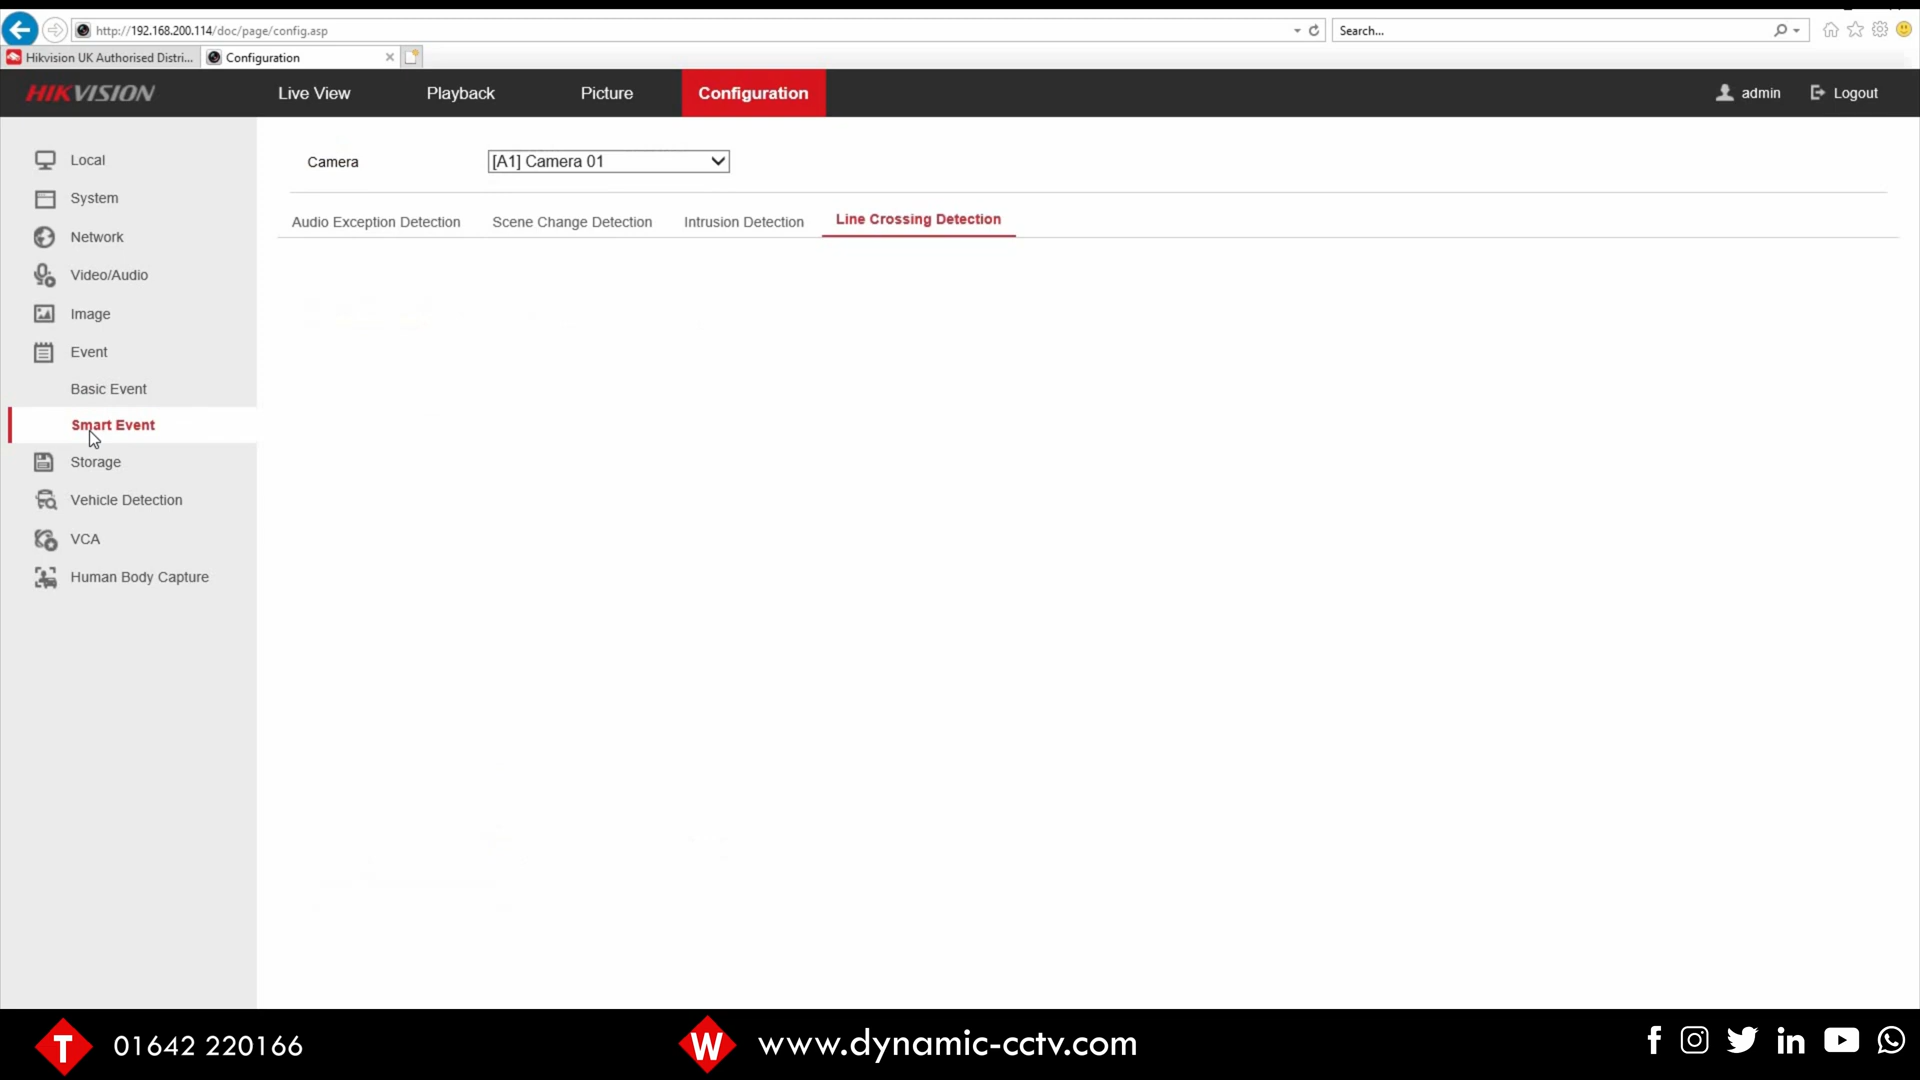 http://192.168.200.114/doc/page/config.asp
Search...
Hikvision UK Authorised Distri...
Configuration
HIKVISION
Live View
Playback
Picture
Configuration
admin
Logout
Local
System
Network
Video/Audio
Image
Event
Basic Event
Smart Event
Storage
Vehicle Detection
VCA
Human Body Capture
Camera
[A1] Camera 01
Audio Exception Detection
Scene Change Detection
Intrusion Detection
Line Crossing Detection
T 01642 220166
W www.dynamic-cctv.com